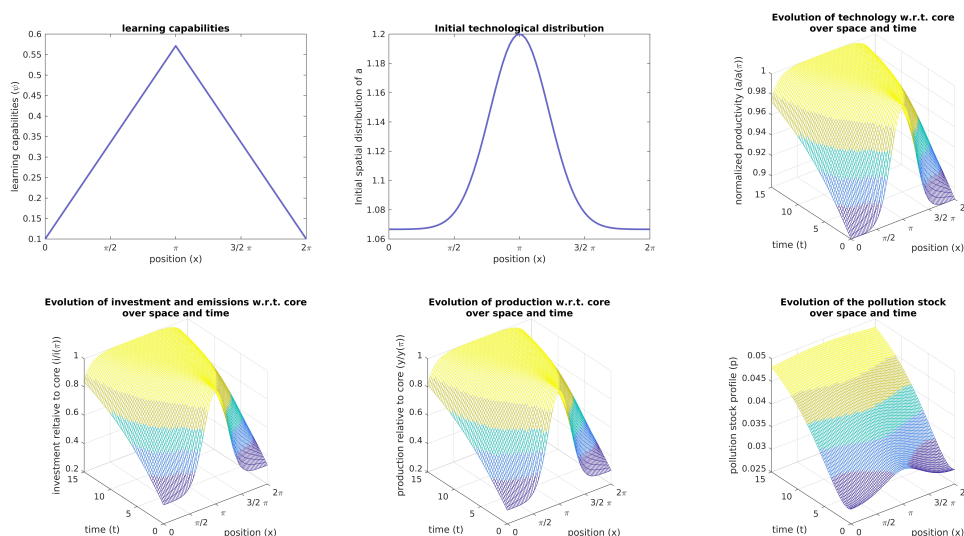 learning capabilities
0.6
0.55
0.5
0.45
0.4
0.35
0.3
0.25
0.2
0.15
0.1
learning capabilities (ψ)
0
π/2
π
3/2 π
2π
position (x)
Initial technological distribution
1.2
1.18
1.16
1.14
1.12
1.1
1.08
1.06
Initial spatial distribution of a
0
π/2
π
3/2 π
2π
position (x)
Evolution of technology w.r.t. core
over space and time
1
0.98
0.96
0.94
0.92
0.9
normalized productivity (a/a(π))
15
10
5
0
time (t)
0
π/2
π
3/2 π
position (x)
Evolution of investment and emissions w.r.t. core
over space and time
1
0.8
0.6
0.4
0.2
investment reltaive to core (i/i(π))
15
10
5
0
time (t)
0
π/2
π
3/2 π
2π
position (x)
Evolution of production w.r.t. core
over space and time
1
0.8
0.6
0.4
0.2
production relative to core (y/y(π))
15
10
5
0
time (t)
0
π/2
π
3/2 π
2π
position (x)
Evolution of the pollution stock
over space and time
0.05
0.045
0.04
0.035
0.03
0.025
pollution stock profile (p)
15
10
5
0
time (t)
0
π/2
π
3/2 π
position (x)